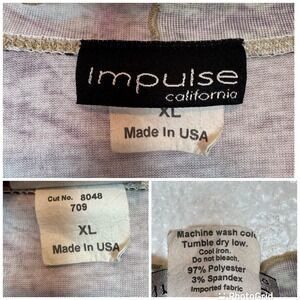 Impulse
california
XL
Made In USA
Cut No. 8048
709
XL
Made In USA
Machine wash cold
Tumble dry low.
Cool iron.
Do not bleach.
97% Polyester
3% Spandex
Imported fabric
PhotoGrid